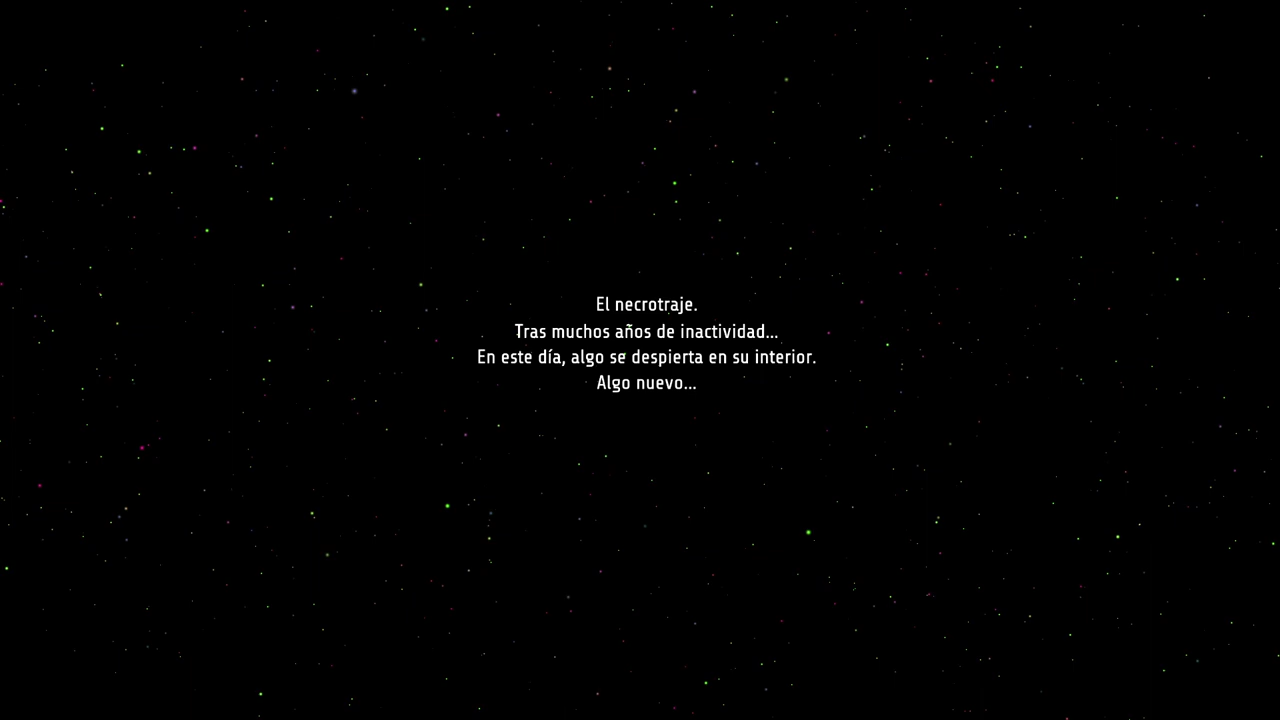 El necrotraje.
Tras muchos años de inactividad...
En este día, algo se despierta en su interior.
Algo nuevo...